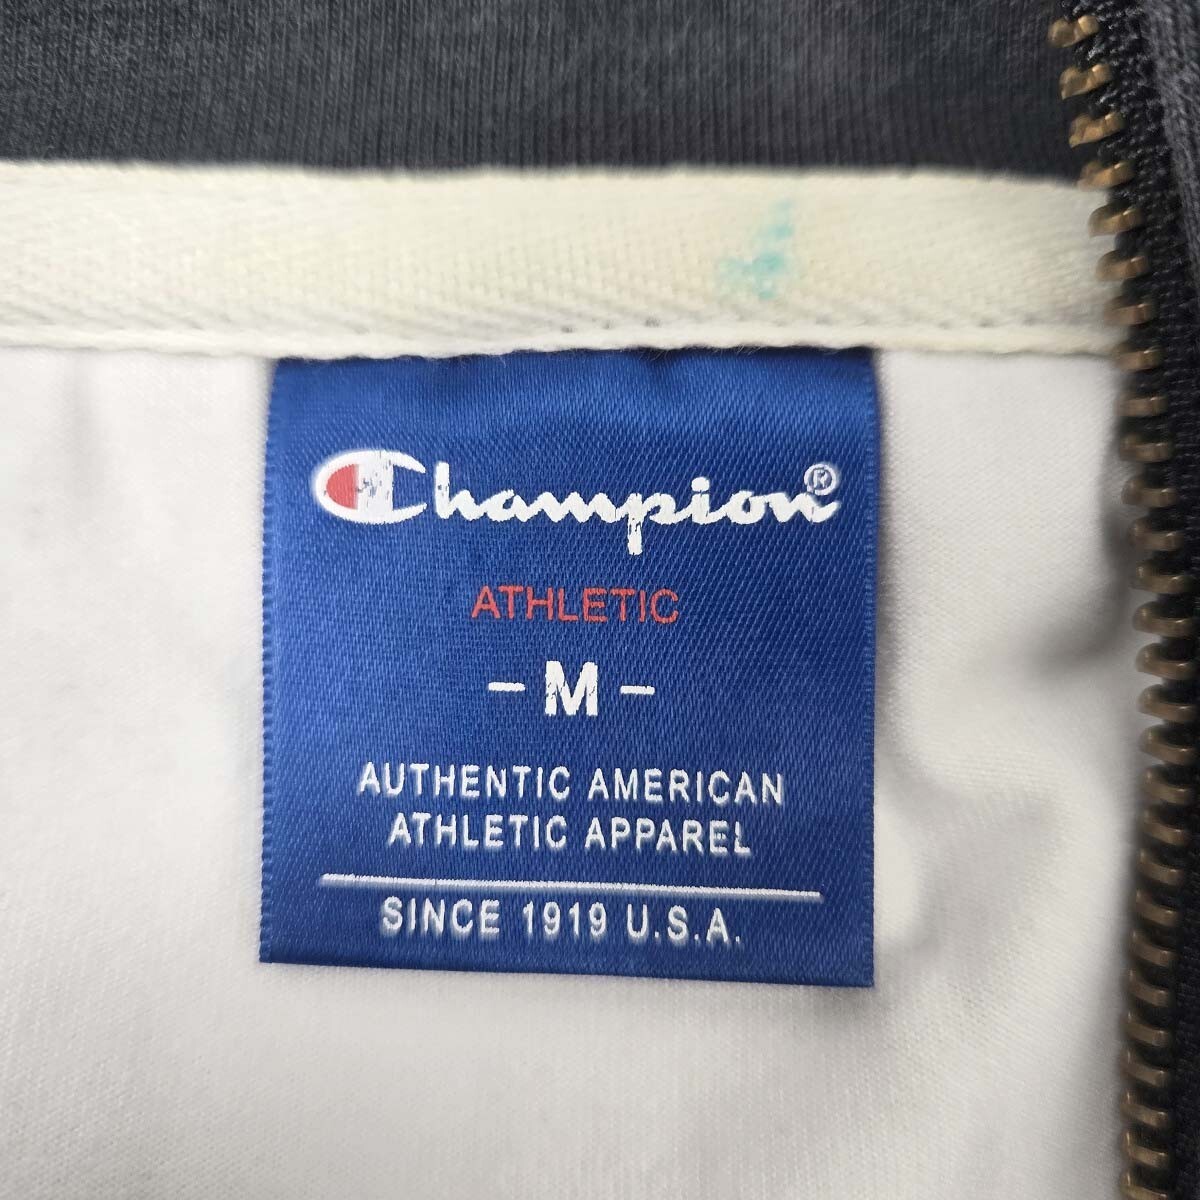 Champion®
ATHLETIC
- M -
AUTHENTIC AMERICAN
ATHLETIC APPAREL
SINCE 1919 U.S.A.